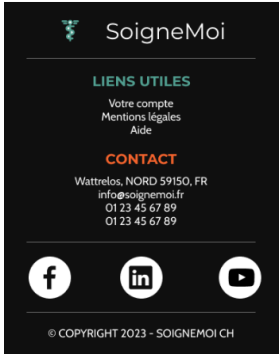 SoigneMoi
LIENS UTILES
Votre compte
Mentions légales
Aide
CONTACT
Wattrelos, NORD 59150, FR
info@soignemoi.fr
01 23 45 67 89
01 23 45 67 89
© COPYRIGHT 2023 - SOIGNEMOI CH